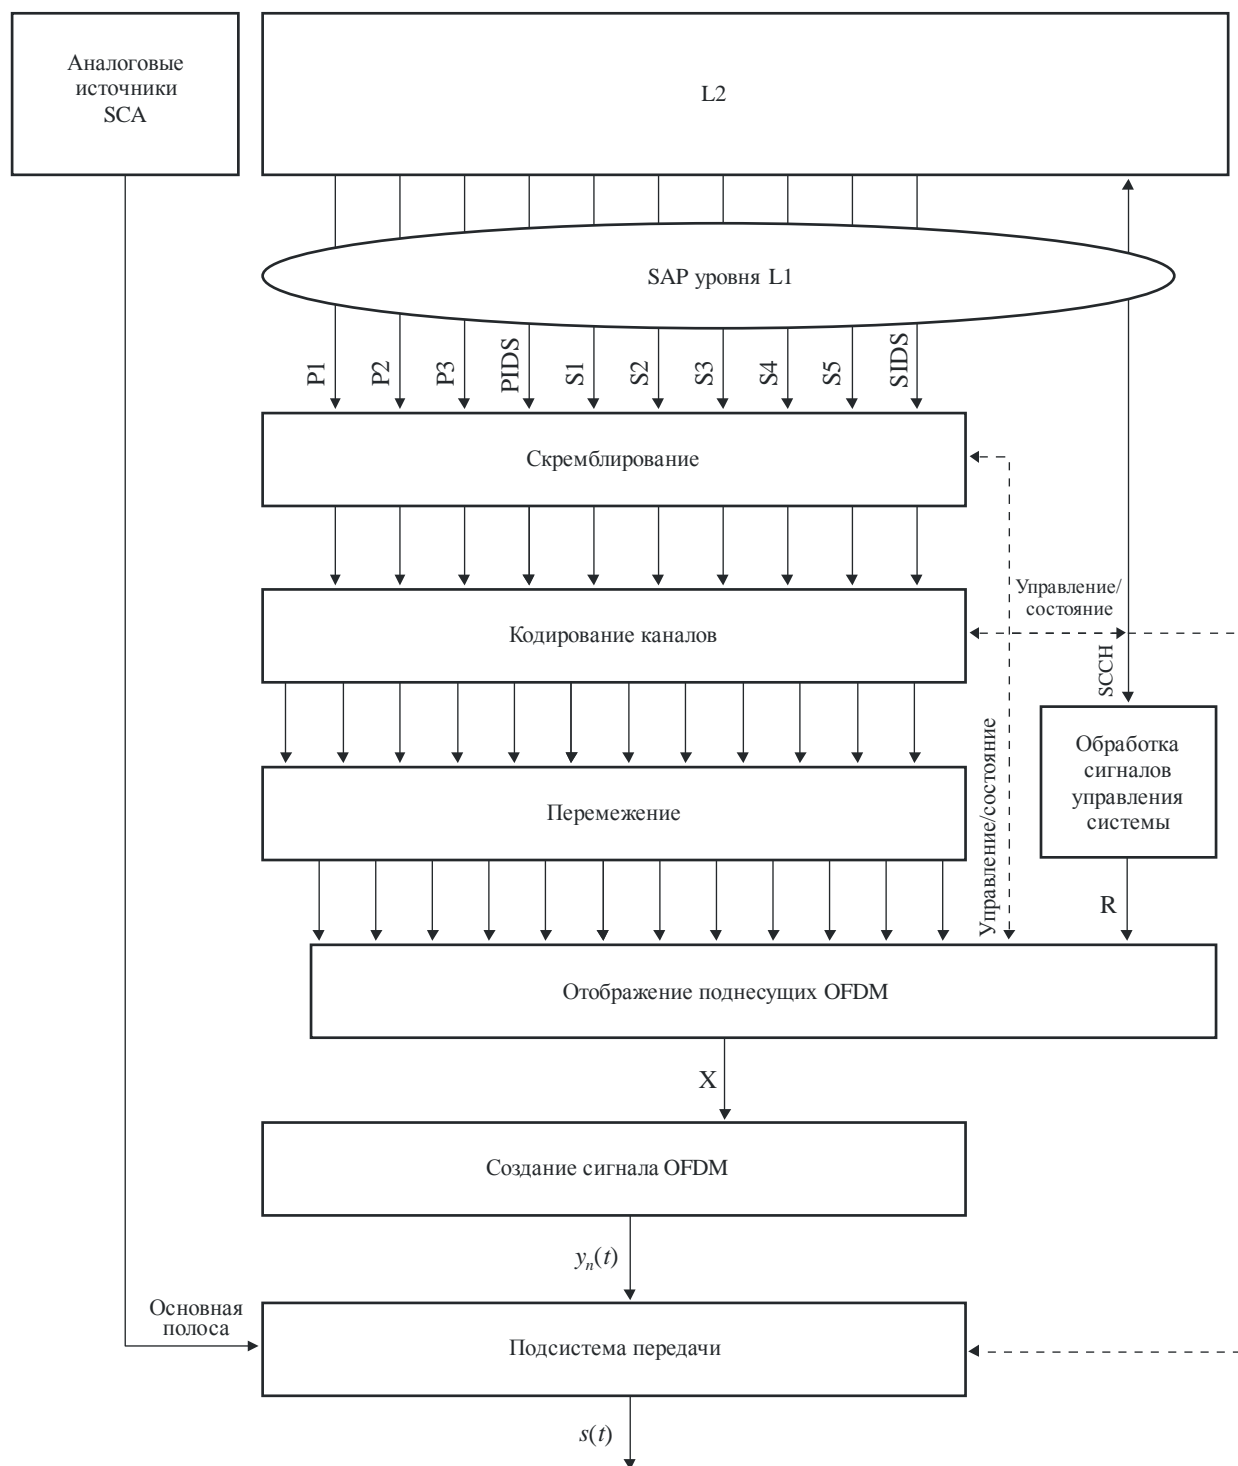 Аналоговые
источники
SCA
L2
SAP уровня L1
P1
P2
P3
PIDS
S1
S2
S3
S4
S5
SIDS
Скремблирование
Управление/
состояние
Кодирование каналов
SCCH
Обработка
сигналов
управления
системы
Перемежение
Управление/состояние
R
Отображение поднесущих OFDM
X
Создание сигнала OFDM
yₙ(t)
Основная
полоса
Подсистема передачи
s(t)